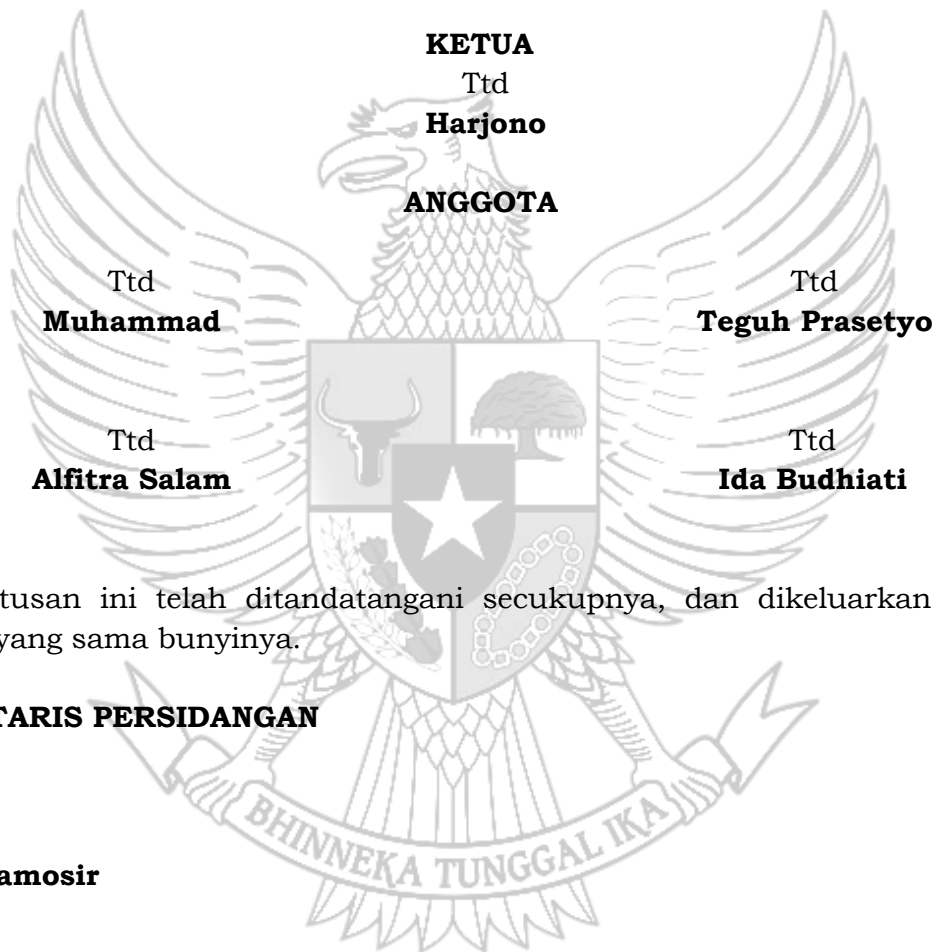 KETUA
Ttd
Harjono
ANGGOTA
Ttd Ttd
Muhammad Teguh Prasetyo
Ttd Ttd
Alfitra Salam Ida Budhiati
tusan ini telah ditandatangani secukupnya, dan dikeluarkan
yang sama bunyinya.
TARIS PERSIDANGAN
amosir
BHINNEKA TUNGGAL IKA